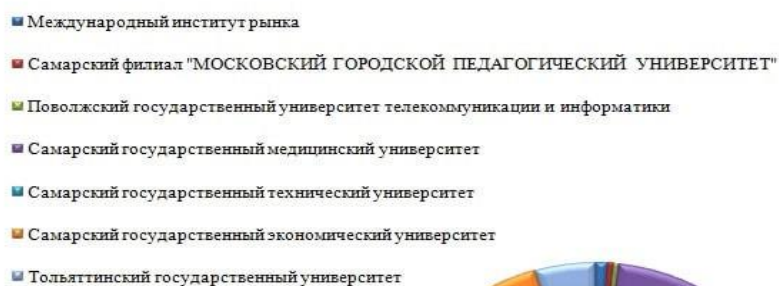 Международный институт рынка
Самарский филиал "МОСКОВСКИЙ ГОРОДСКОЙ ПЕДАГОГИЧЕСКИЙ УНИВЕРСИТЕТ"
Поволжский государственный университет телекоммуникации и информатики
Самарский государственный медицинский университет
Самарский государственный технический университет
Самарский государственный экономический университет
Тольяттинский государственный университет